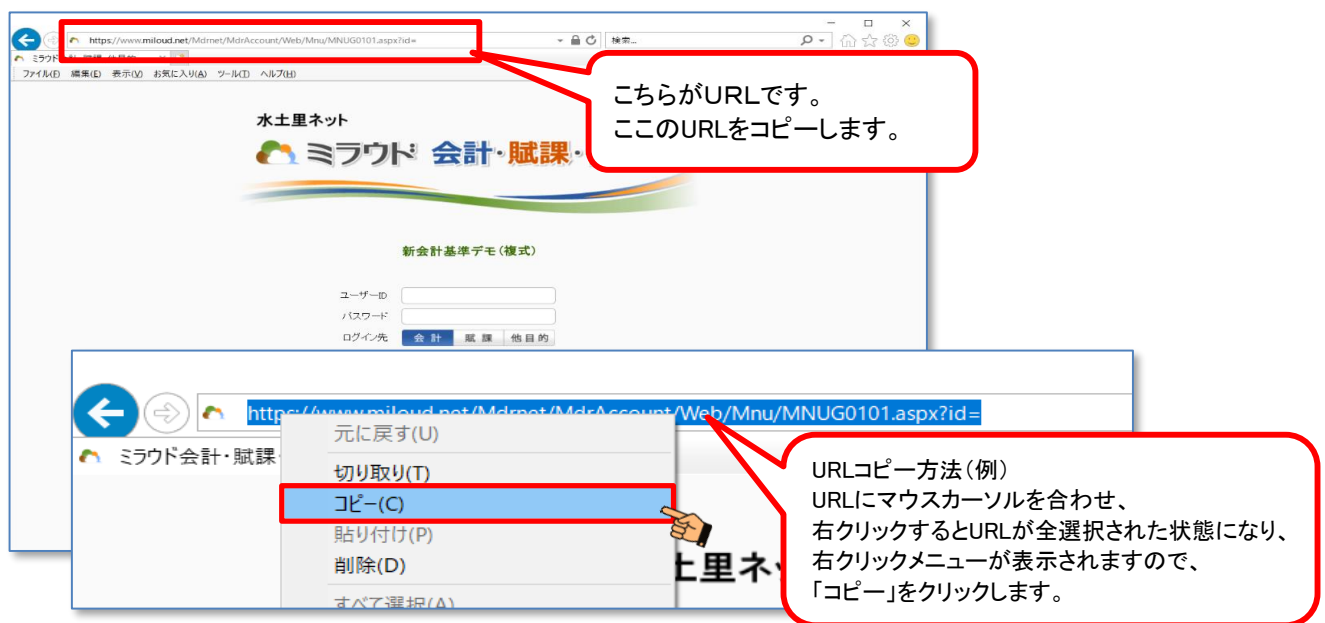 https://www.miloud.net/Mdrnet/MdrAccount/Web/Mnu/MNUG0101.aspx?id=
検索...
ファイル(F) 編集(E) 表示(V) お気に入り(A) ツール(T) ヘルプ(H)
こちらがURLです。
ここのURLをコピーします。
水土里ネット
ミラウド 会計・賦課・
新会計基準デモ(複式)
ユーザーID
パスワード
ログイン先 会計 賦課 他目的
https://www.miloud.net/Mdrnet/MdrAccount/Web/Mnu/MNUG0101.aspx?id=
ミラウド会計・賦課
元に戻す(U)
切り取り(T)
コピー(C)
貼り付け(P)
削除(D)
すべて選択(A)
土里ネッ
URLコピー方法(例)
URLにマウスカーソルを合わせ、
右クリックするとURLが全選択された状態になり、
右クリックメニューが表示されますので、
「コピー」をクリックします。